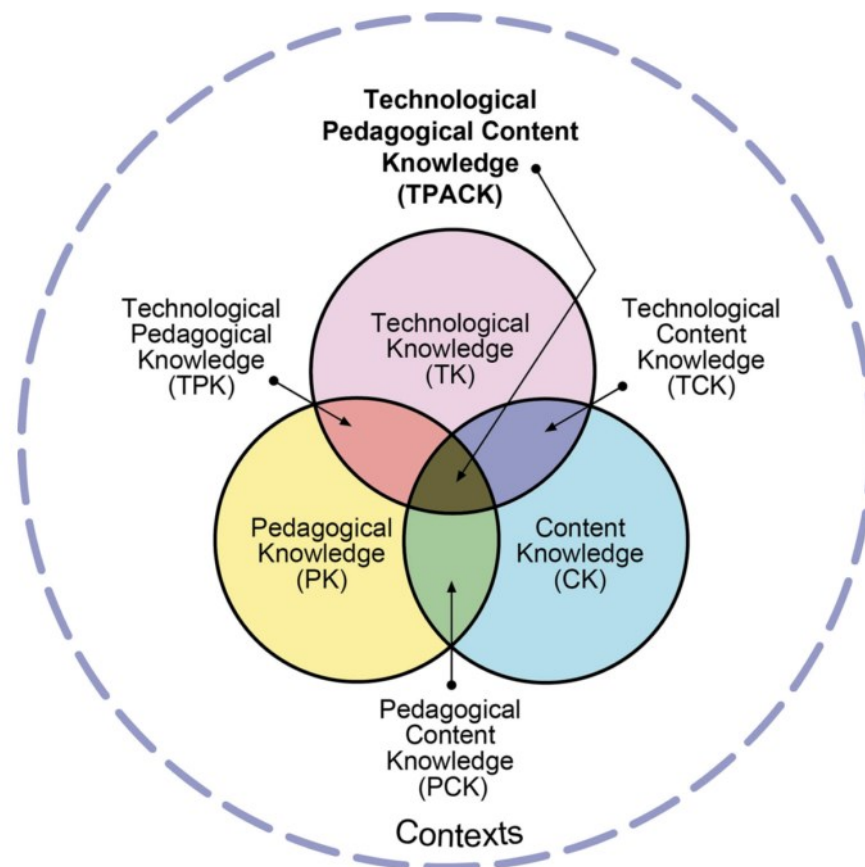 Technological
Pedagogical Content
Knowledge
(TPACK)
Technological
Pedagogical
Knowledge
(TPK)
Technological
Knowledge
(TK)
Technological
Content
Knowledge
(TCK)
Pedagogical
Knowledge
(PK)
Content
Knowledge
(CK)
Pedagogical
Content
Knowledge
(PCK)
Contexts